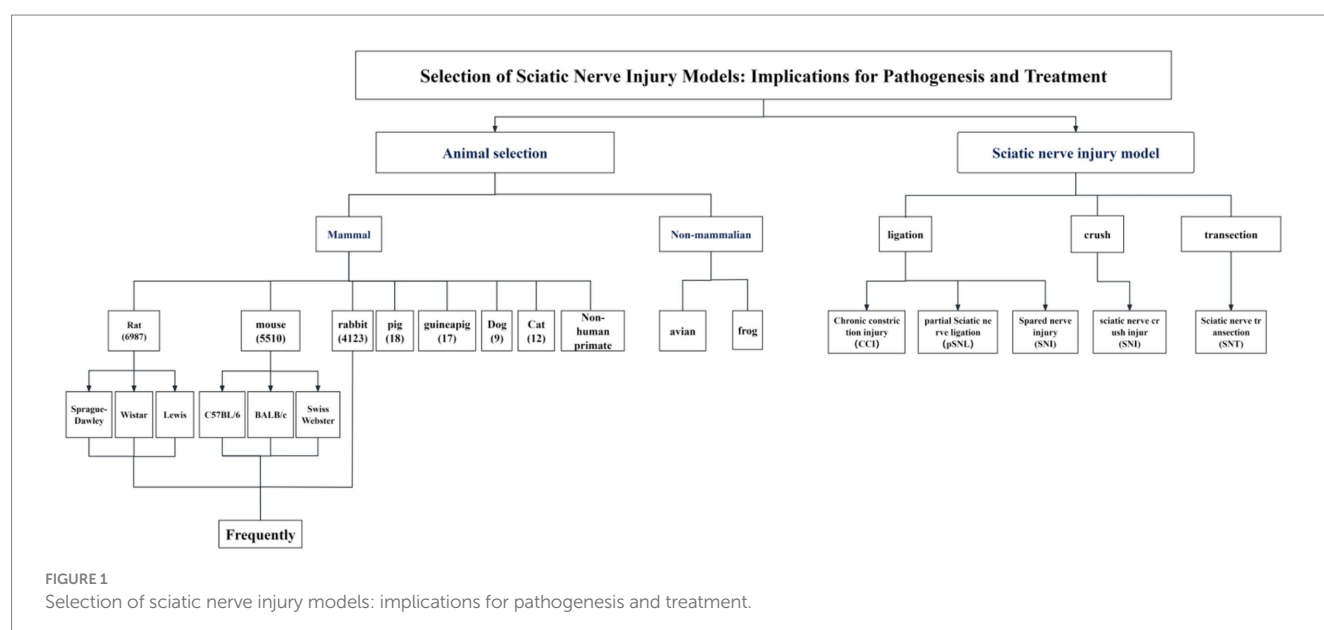 Selection of Sciatic Nerve Injury Models: Implications for Pathogenesis and Treatment
Animal selection
Sciatic nerve injury model
Mammal
Non-mammalian
ligation
crush
transection
Rat
(6987)
mouse
(5510)
rabbit
(4123)
pig
(18)
guineapig
(17)
Dog
(9)
Cat
(12)
Non-
human
primate
avian
frog
Chronic constric
tion injury
(CCI)
partial Sciatic ne
rve ligation
(pSNL)
Spared nerve
injury
(SNI)
sciatic nerve cr
ush injur
(SNI)
Sciatic nerve tr
ansection
(SNT)
Sprague-
Dawley
Wistar
Lewis
C57BL/6
BALB/c
Swiss
Webster
Frequently
FIGURE 1
Selection of sciatic nerve injury models: implications for pathogenesis and treatment.